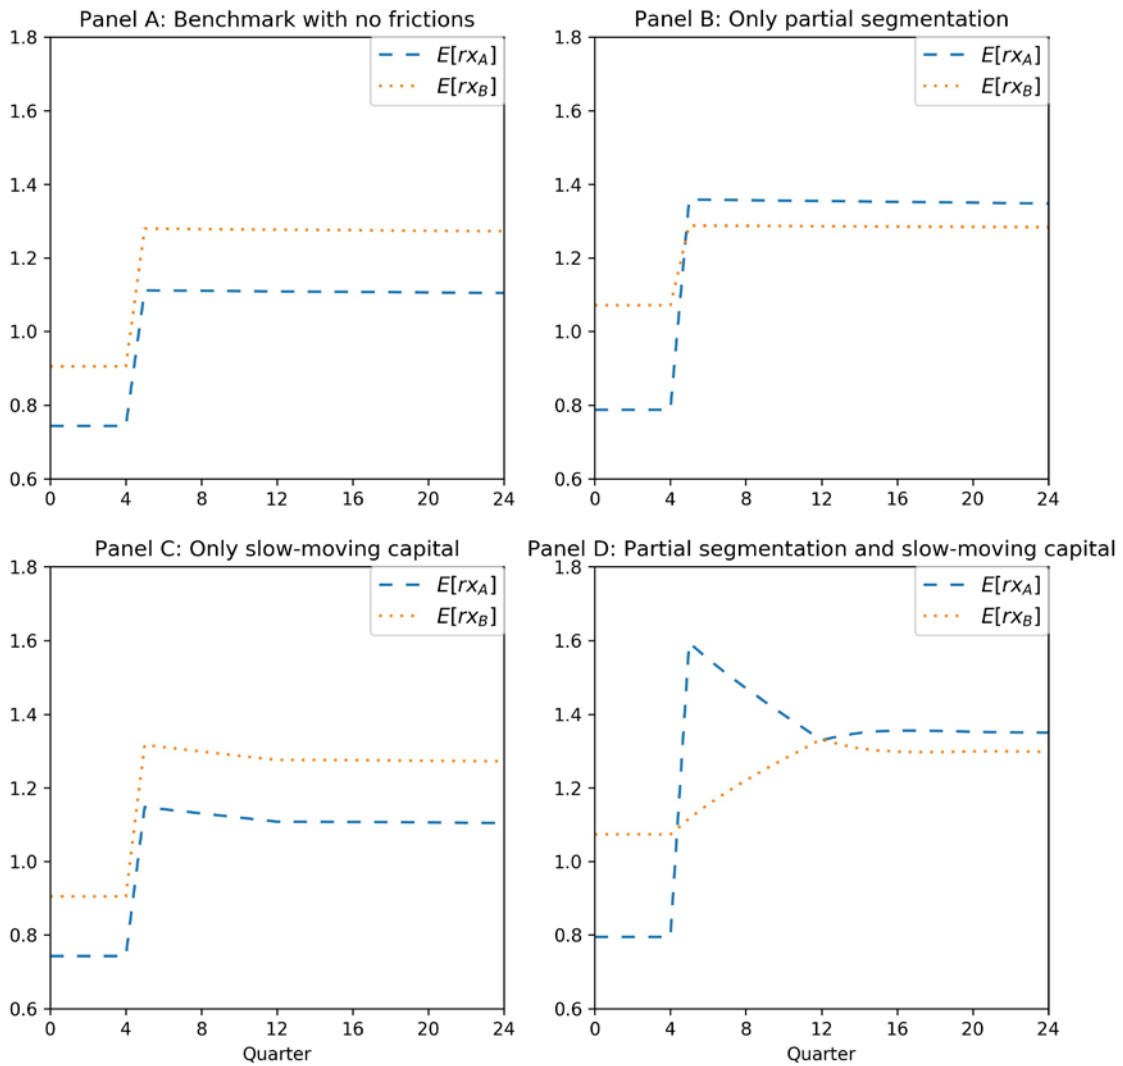 Panel A: Benchmark with no frictions
1.8
1.6
1.4
1.2
1.0
0.8
0.6
0 4 8 12 16 20 24
E[rx_A]
E[rx_B]
Panel B: Only partial segmentation
1.8
1.6
1.4
1.2
1.0
0.8
0.6
0 4 8 12 16 20 24
E[rx_A]
E[rx_B]
Panel C: Only slow-moving capital
1.8
1.6
1.4
1.2
1.0
0.8
0.6
0 4 8 12 16 20 24
Quarter
E[rx_A]
E[rx_B]
Panel D: Partial segmentation and slow-moving capital
1.8
1.6
1.4
1.2
1.0
0.8
0.6
0 4 8 12 16 20 24
Quarter
E[rx_A]
E[rx_B]